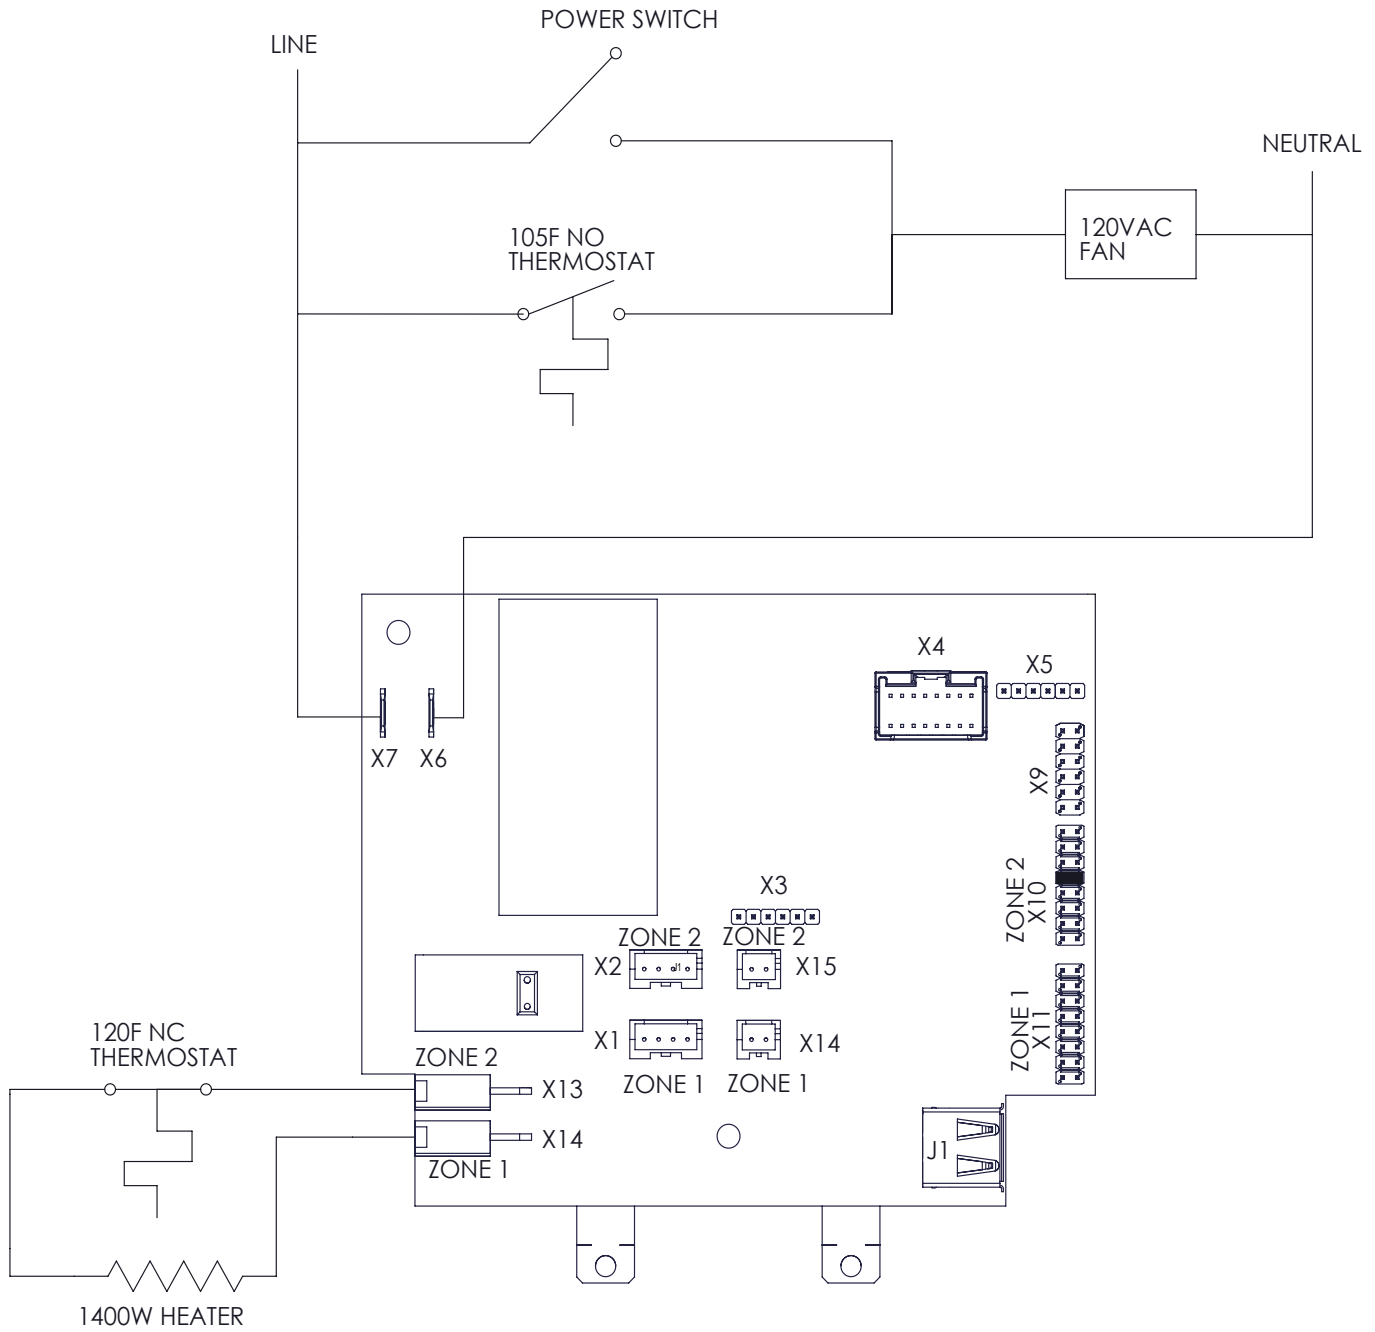 POWER SWITCH
LINE
NEUTRAL
120VAC
FAN
105F NO
THERMOSTAT
X4
X5
X7
X6
X9
X3
ZONE 2
X10
ZONE 2
ZONE 2
X2
J1
X15
ZONE 1
X11
120F NC
THERMOSTAT
X1
X14
ZONE 2
ZONE 1
ZONE 1
X13
X14
J1
ZONE 1
1400W HEATER